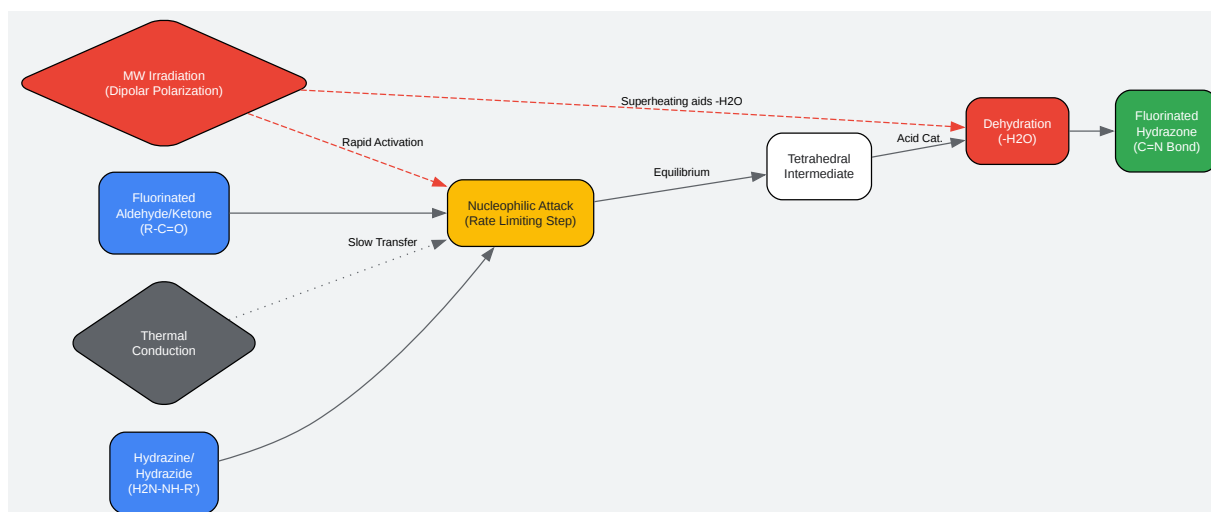 MW Irradiation
(Dipolar Polarization)
Superheating aids -H2O
Rapid Activation
Fluorinated
Aldehyde/Ketone
(R-C=O)
Slow Transfer
Thermal
Conduction
Hydrazine/
Hydrazide
(H2N-NH-R')
Nucleophilic Attack
(Rate Limiting Step)
Equilibrium
Tetrahedral
Intermediate
Acid Cat.
Dehydration
(-H2O)
Fluorinated
Hydrazone
(C=N Bond)